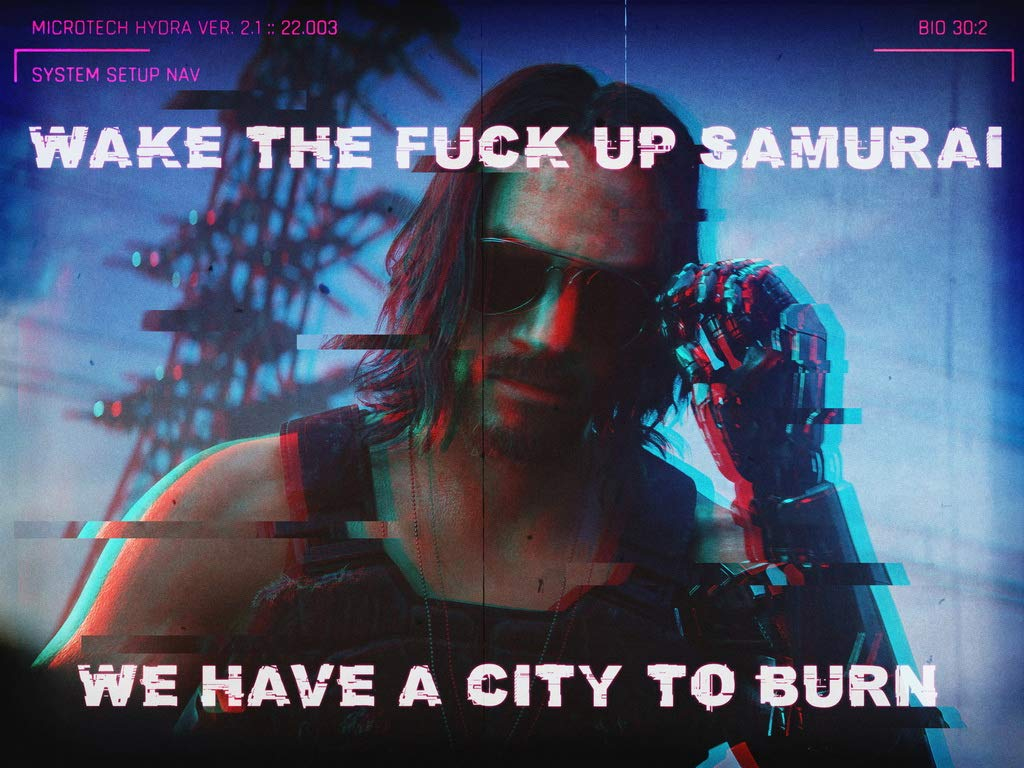 MICROTECH HYDRA VER. 2.1 :: 22.003
BIO 30:2
SYSTEM SETUP NAV
WAKE THE FUCK UP SAMURAI
WE HAVE A CITY TO BURN